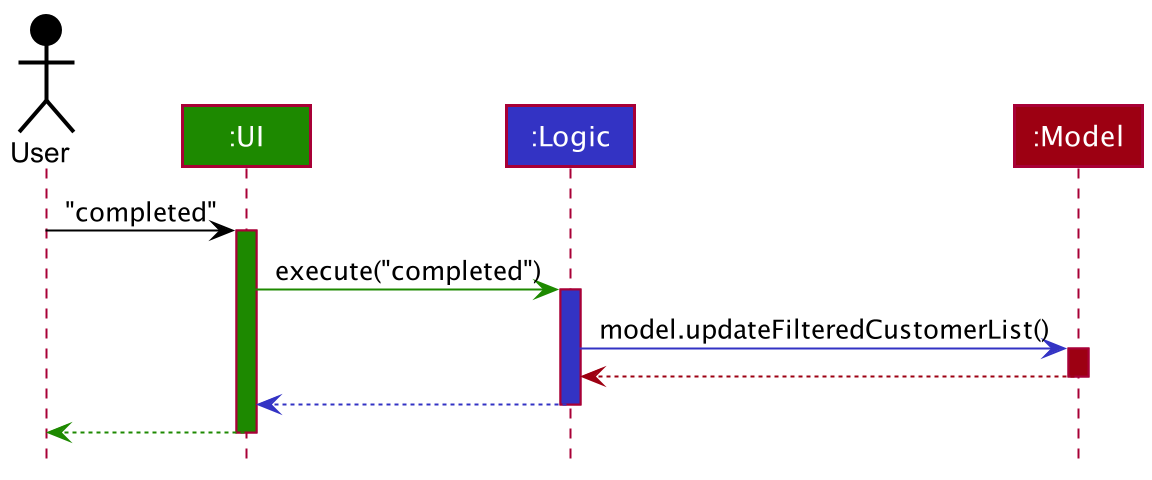 User
:UI
:Logic
:Model
"completed"
execute("completed")
model.updateFilteredCustomerList()